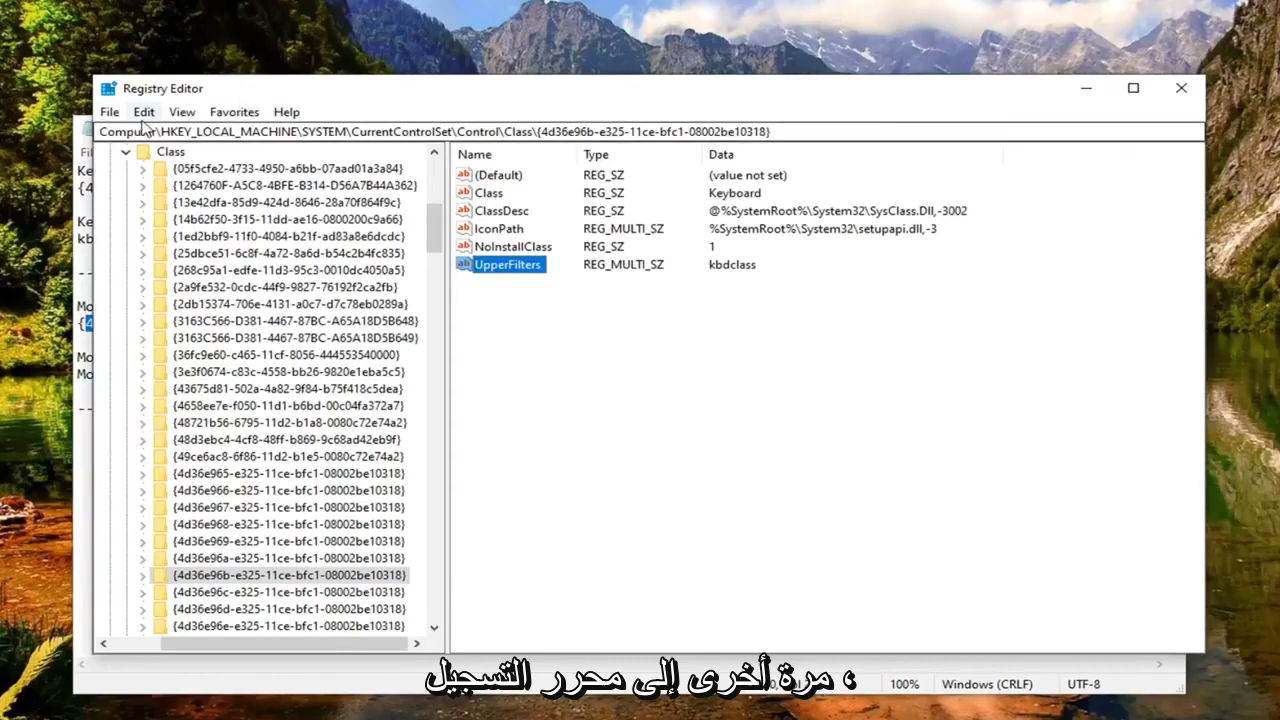 Registry Editor
File Edit View Favorites Help
Computer\HKEY_LOCAL_MACHINE\SYSTEM\CurrentControlSet\Control\Class\{4d36e96b-e325-11ce-bfc1-08002be10318}
Class
{05f5cfe2-4733-4950-a6bb-07aad01a3a84}
{1264760F-A5C8-4BFE-B314-D56A7B44A362}
{13e42dfa-85d9-424d-8646-28a70f864f9c}
{14b62f50-3f15-11dd-ae16-0800200c9a66}
{1ed2bbf9-11f0-4084-b21f-ad83a8e6dcdc}
{25dbce51-6c8f-4a72-8a6d-b54c2b4fc835}
{268c95a1-edfe-11d3-95c3-0010dc4050a5}
{2a9fe532-0cdc-44f9-9827-76192f2ca2fb}
{2db15374-706e-4131-a0c7-d7c78eb0289a}
{3163C566-D381-4467-87BC-A65A18D5B648}
{3163C566-D381-4467-87BC-A65A18D5B649}
{36fc9e60-c465-11cf-8056-444553540000}
{3e3f0674-c83c-4558-bb26-9820e1eba5c5}
{43675d81-502a-4a82-9f84-b75f418c5dea}
{4658ee7e-f050-11d1-b6bd-00c04fa372a7}
{48721b56-6795-11d2-b1a8-0080c72e74a2}
{48d3ebc4-4cf8-48ff-b869-9c68ad42eb9f}
{49ce6ac8-6f86-11d2-b1e5-0080c72e74a2}
{4d36e965-e325-11ce-bfc1-08002be10318}
{4d36e966-e325-11ce-bfc1-08002be10318}
{4d36e967-e325-11ce-bfc1-08002be10318}
{4d36e968-e325-11ce-bfc1-08002be10318}
{4d36e969-e325-11ce-bfc1-08002be10318}
{4d36e96a-e325-11ce-bfc1-08002be10318}
{4d36e96b-e325-11ce-bfc1-08002be10318}
{4d36e96c-e325-11ce-bfc1-08002be10318}
{4d36e96d-e325-11ce-bfc1-08002be10318}
{4d36e96e-e325-11ce-bfc1-08002be10318}
Name Type Data
(Default) REG_SZ (value not set)
Class REG_SZ Keyboard
ClassDesc REG_SZ @%SystemRoot%\System32\SysClass.Dll,-3002
IconPath REG_MULTI_SZ %SystemRoot%\System32\setupapi.dll,-3
NoInstallClass REG_SZ 1
UpperFilters REG_MULTI_SZ kbdclass
، مرة أخرى إلى محرر التسجيل
100% Windows (CRLF) UTF-8